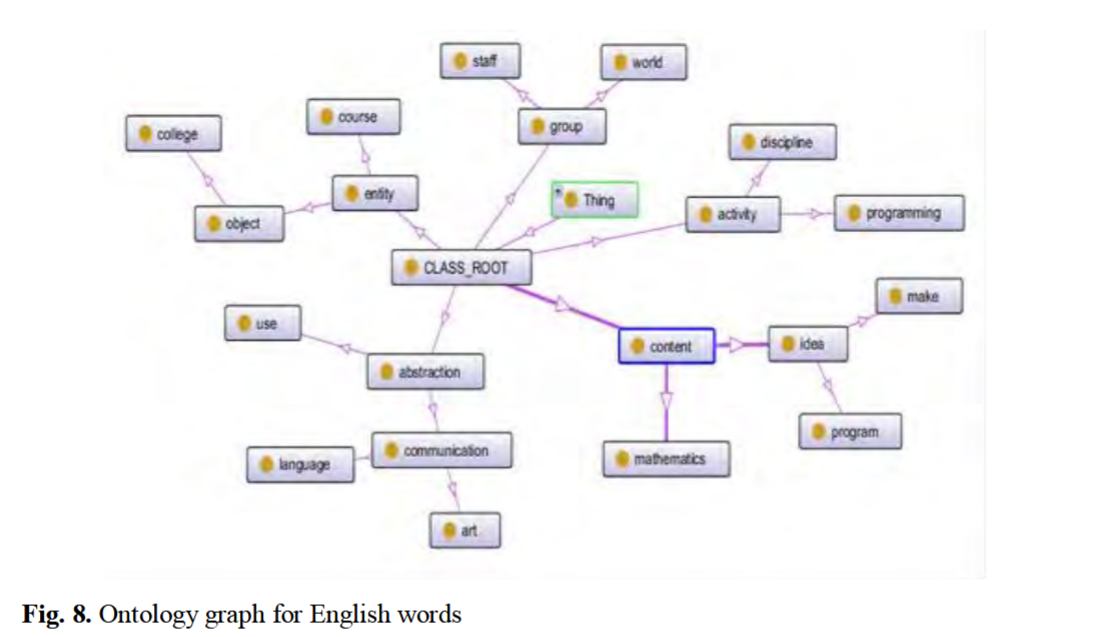 staff
world
college
course
group
discipline
entity
Thing
object
activity
programming
CLASS_ROOT
make
use
content
idea
abstraction
program
communication
language
mathematics
art
Fig. 8. Ontology graph for English words